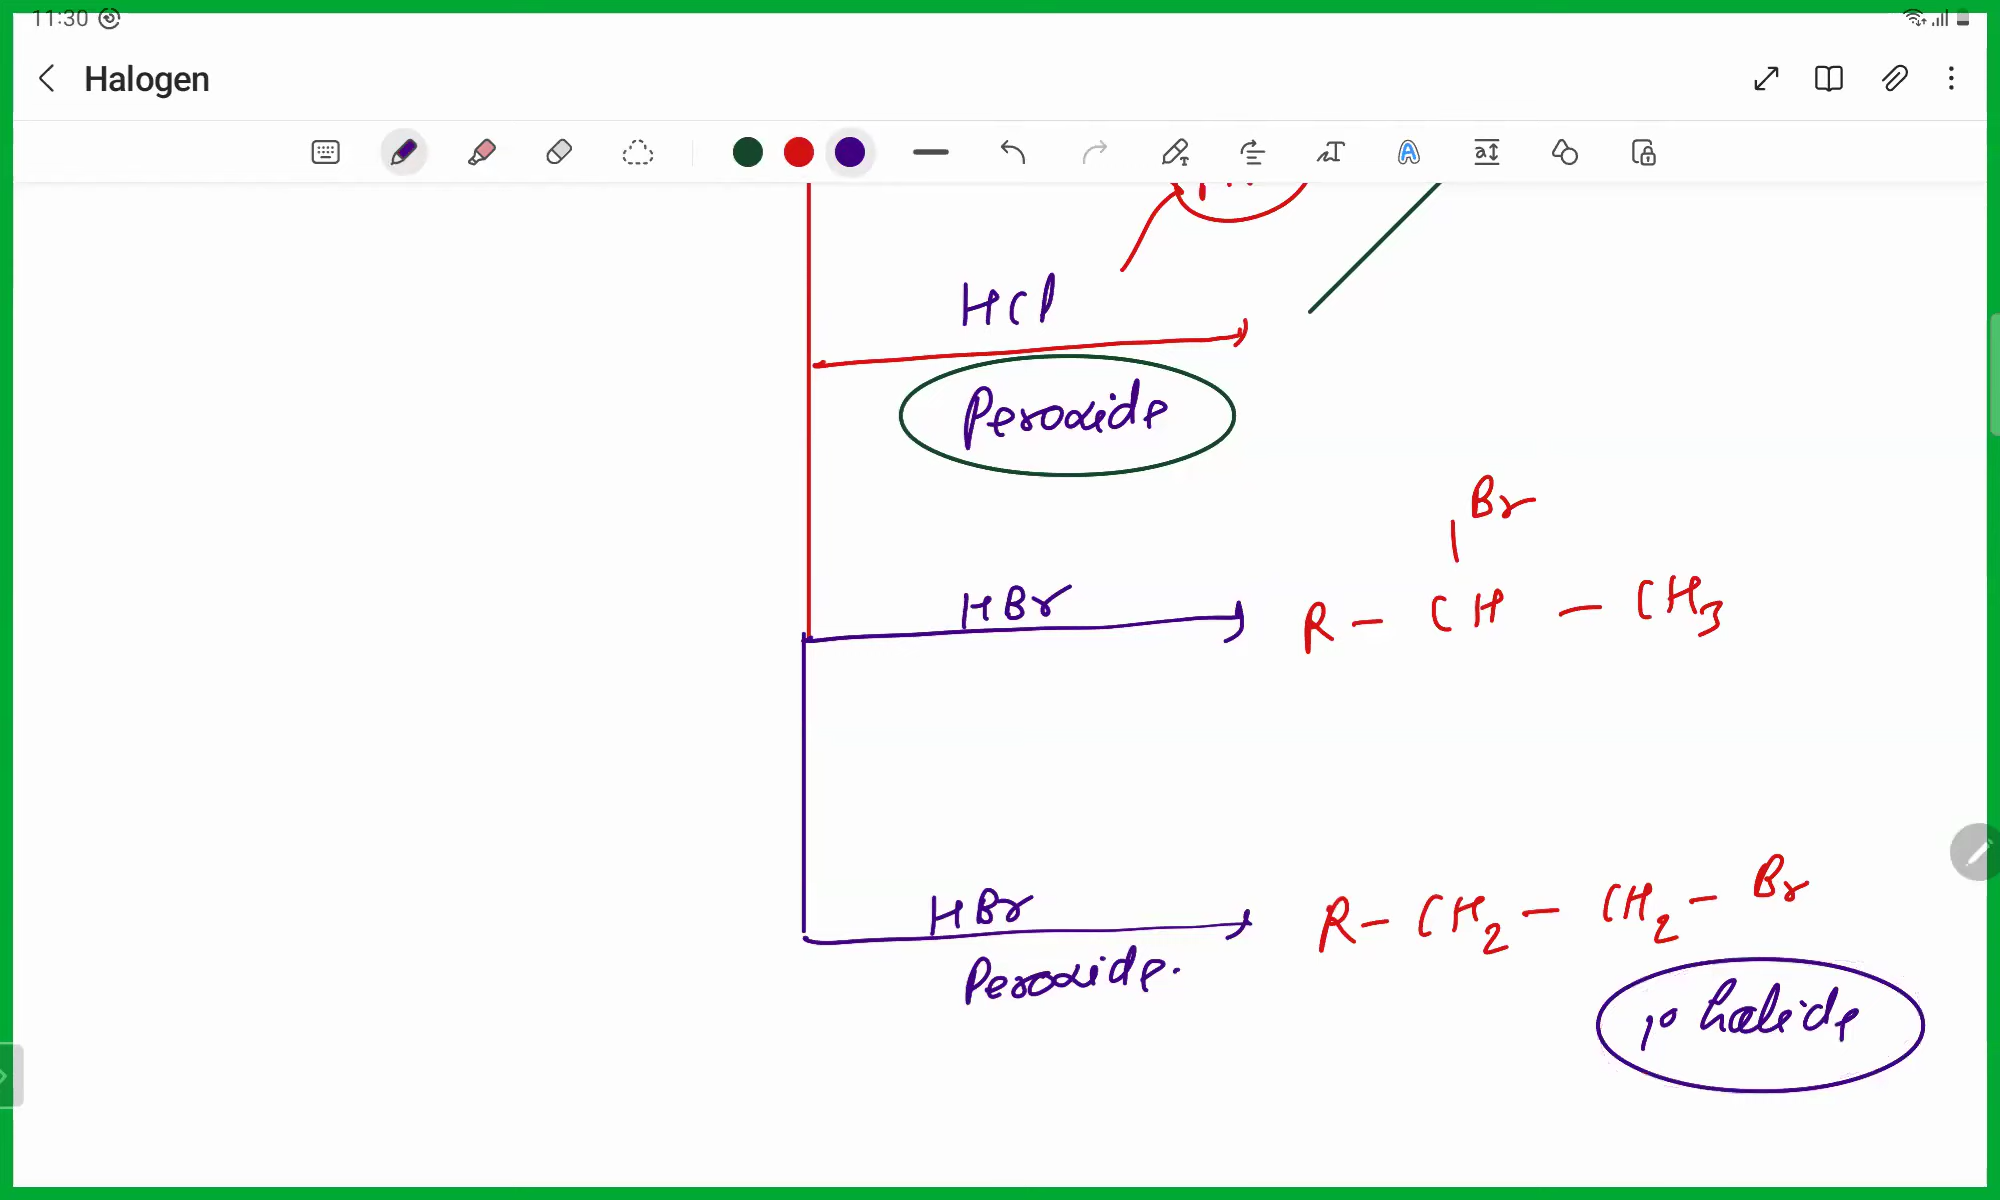 11:30
Halogen
HCl
Peroxide
Br
HBr
R - CH - CH3
HBr
R - CH2 - CH2 - Br
Peroxide.
1° halide